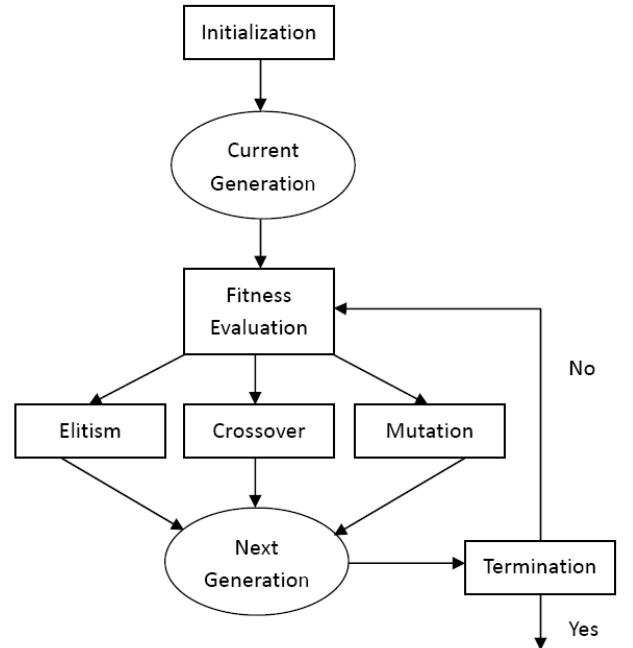 Initialization
Current
Generation
Fitness
Evaluation
No
Elitism
Crossover
Mutation
Next
Generation
Termination
Yes